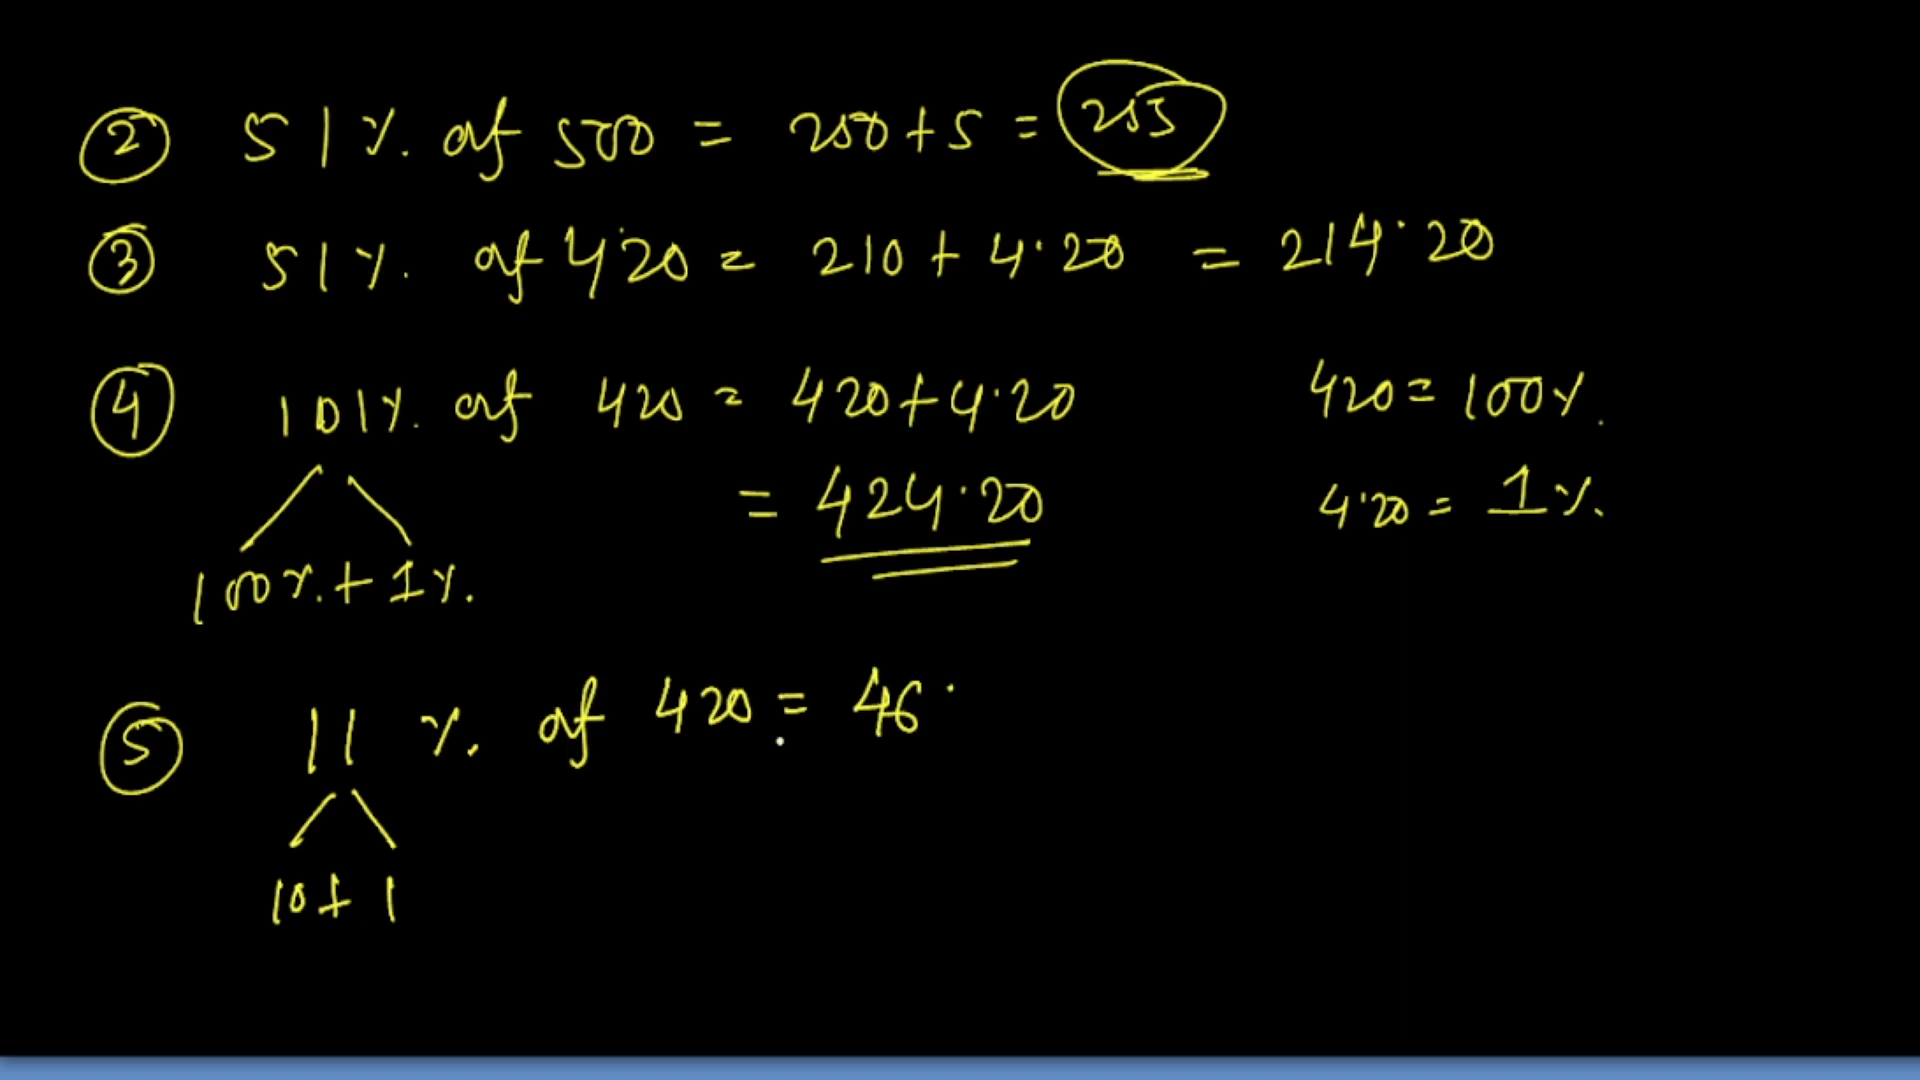 ② 51% of 500 = 250 + 5 = 255
③ 51% of 420 = 210 + 4.20 = 214.20
④ 101% of 420 = 420 + 4.20
= 424.20
100% + 1%
420 = 100%
4.20 = 1%
⑤ 11% of 420 = 46.
10 + 1